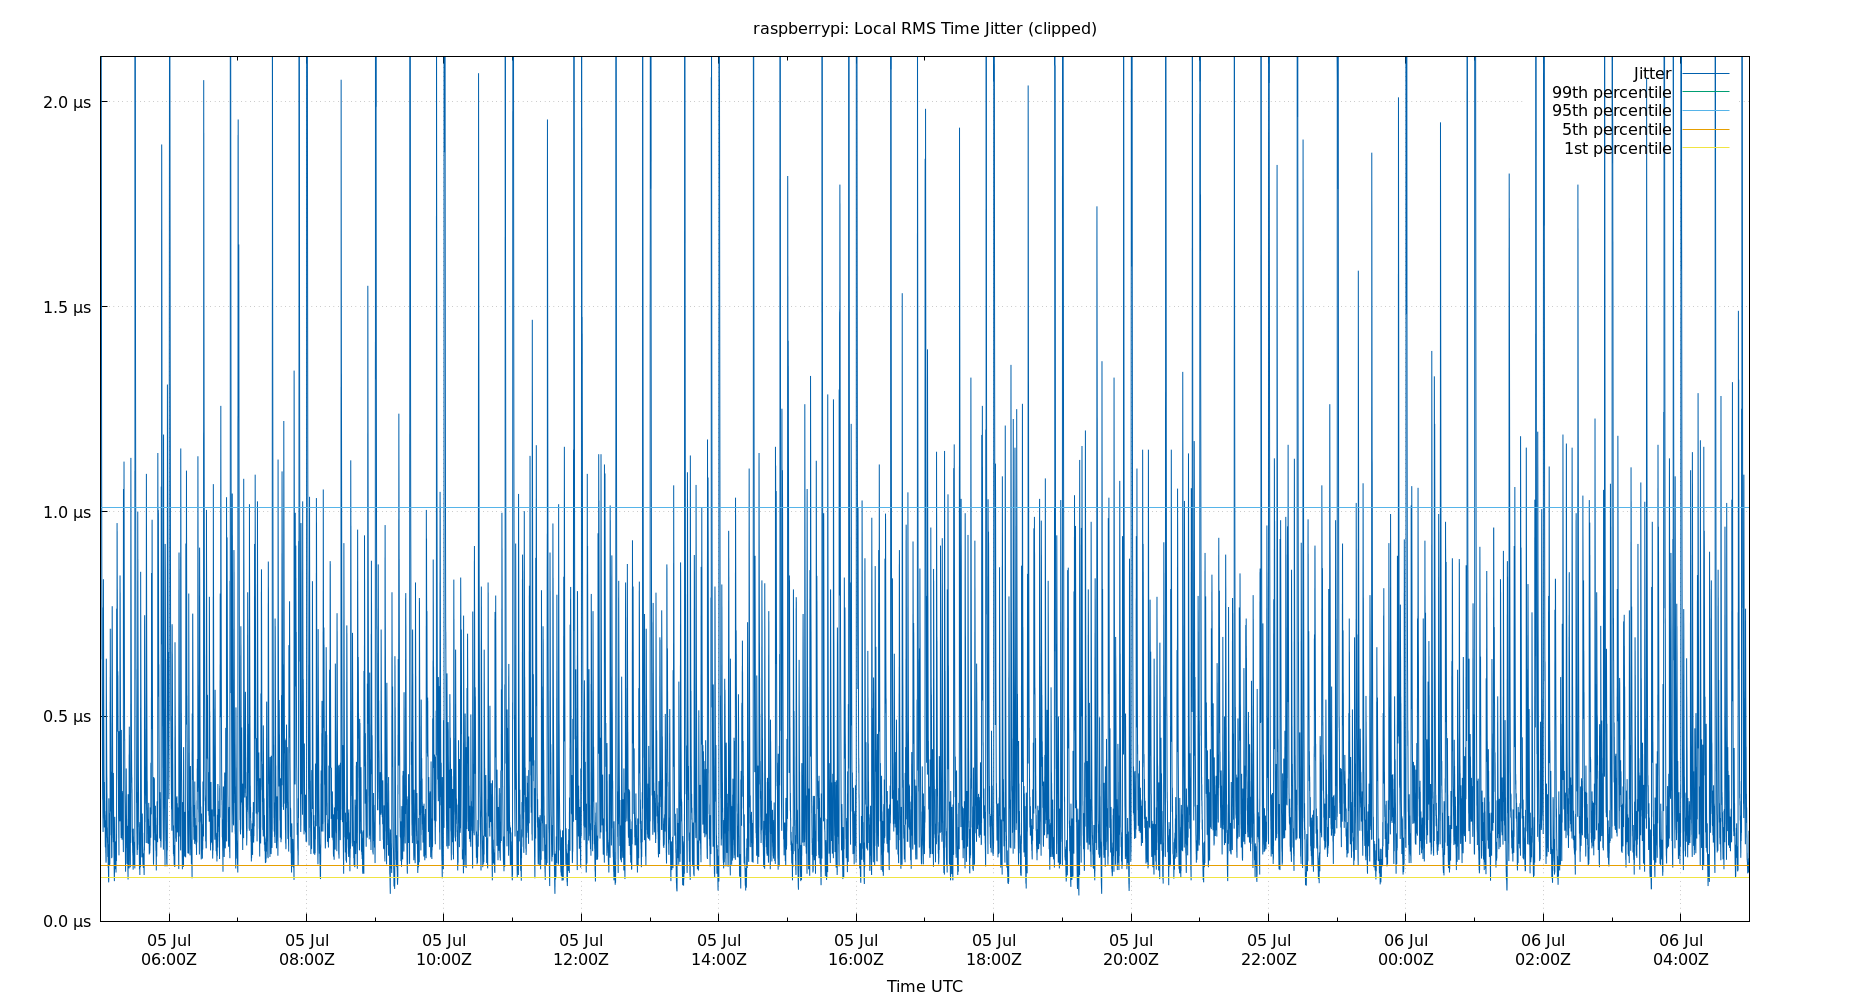 raspberrypi: Local RMS Time Jitter (clipped)
Jitter
99th percentile
95th percentile
5th percentile
1st percentile
2.0 µs
1.5 µs
1.0 µs
0.5 µs
0.0 µs
05 Jul 05 Jul 05 Jul 05 Jul 05 Jul 05 Jul 05 Jul 05 Jul 05 Jul 06 Jul 06 Jul 06 Jul
06:00Z 08:00Z 10:00Z 12:00Z 14:00Z 16:00Z 18:00Z 20:00Z 22:00Z 00:00Z 02:00Z 04:00Z
Time UTC